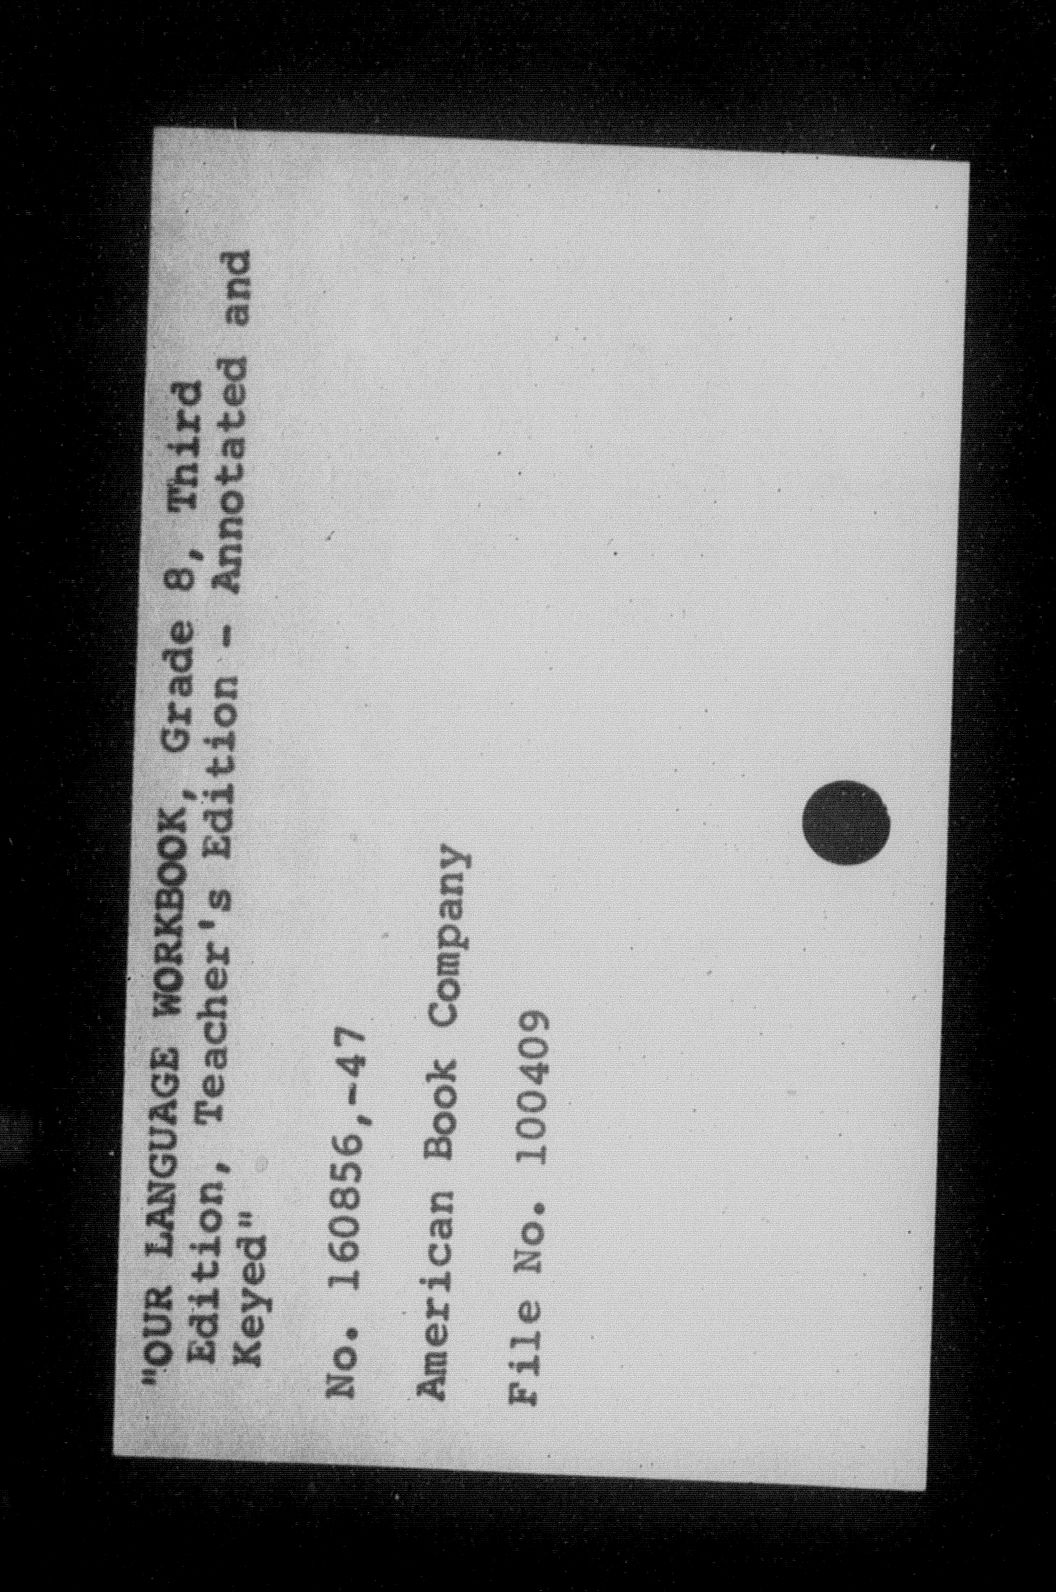 "OUR LANGUAGE WORKBOOK, Grade 8, Third
Edition, Teacher's Edition - Annotated and
Keyed"
No. 160856,-47
American Book Company
File No. 100409